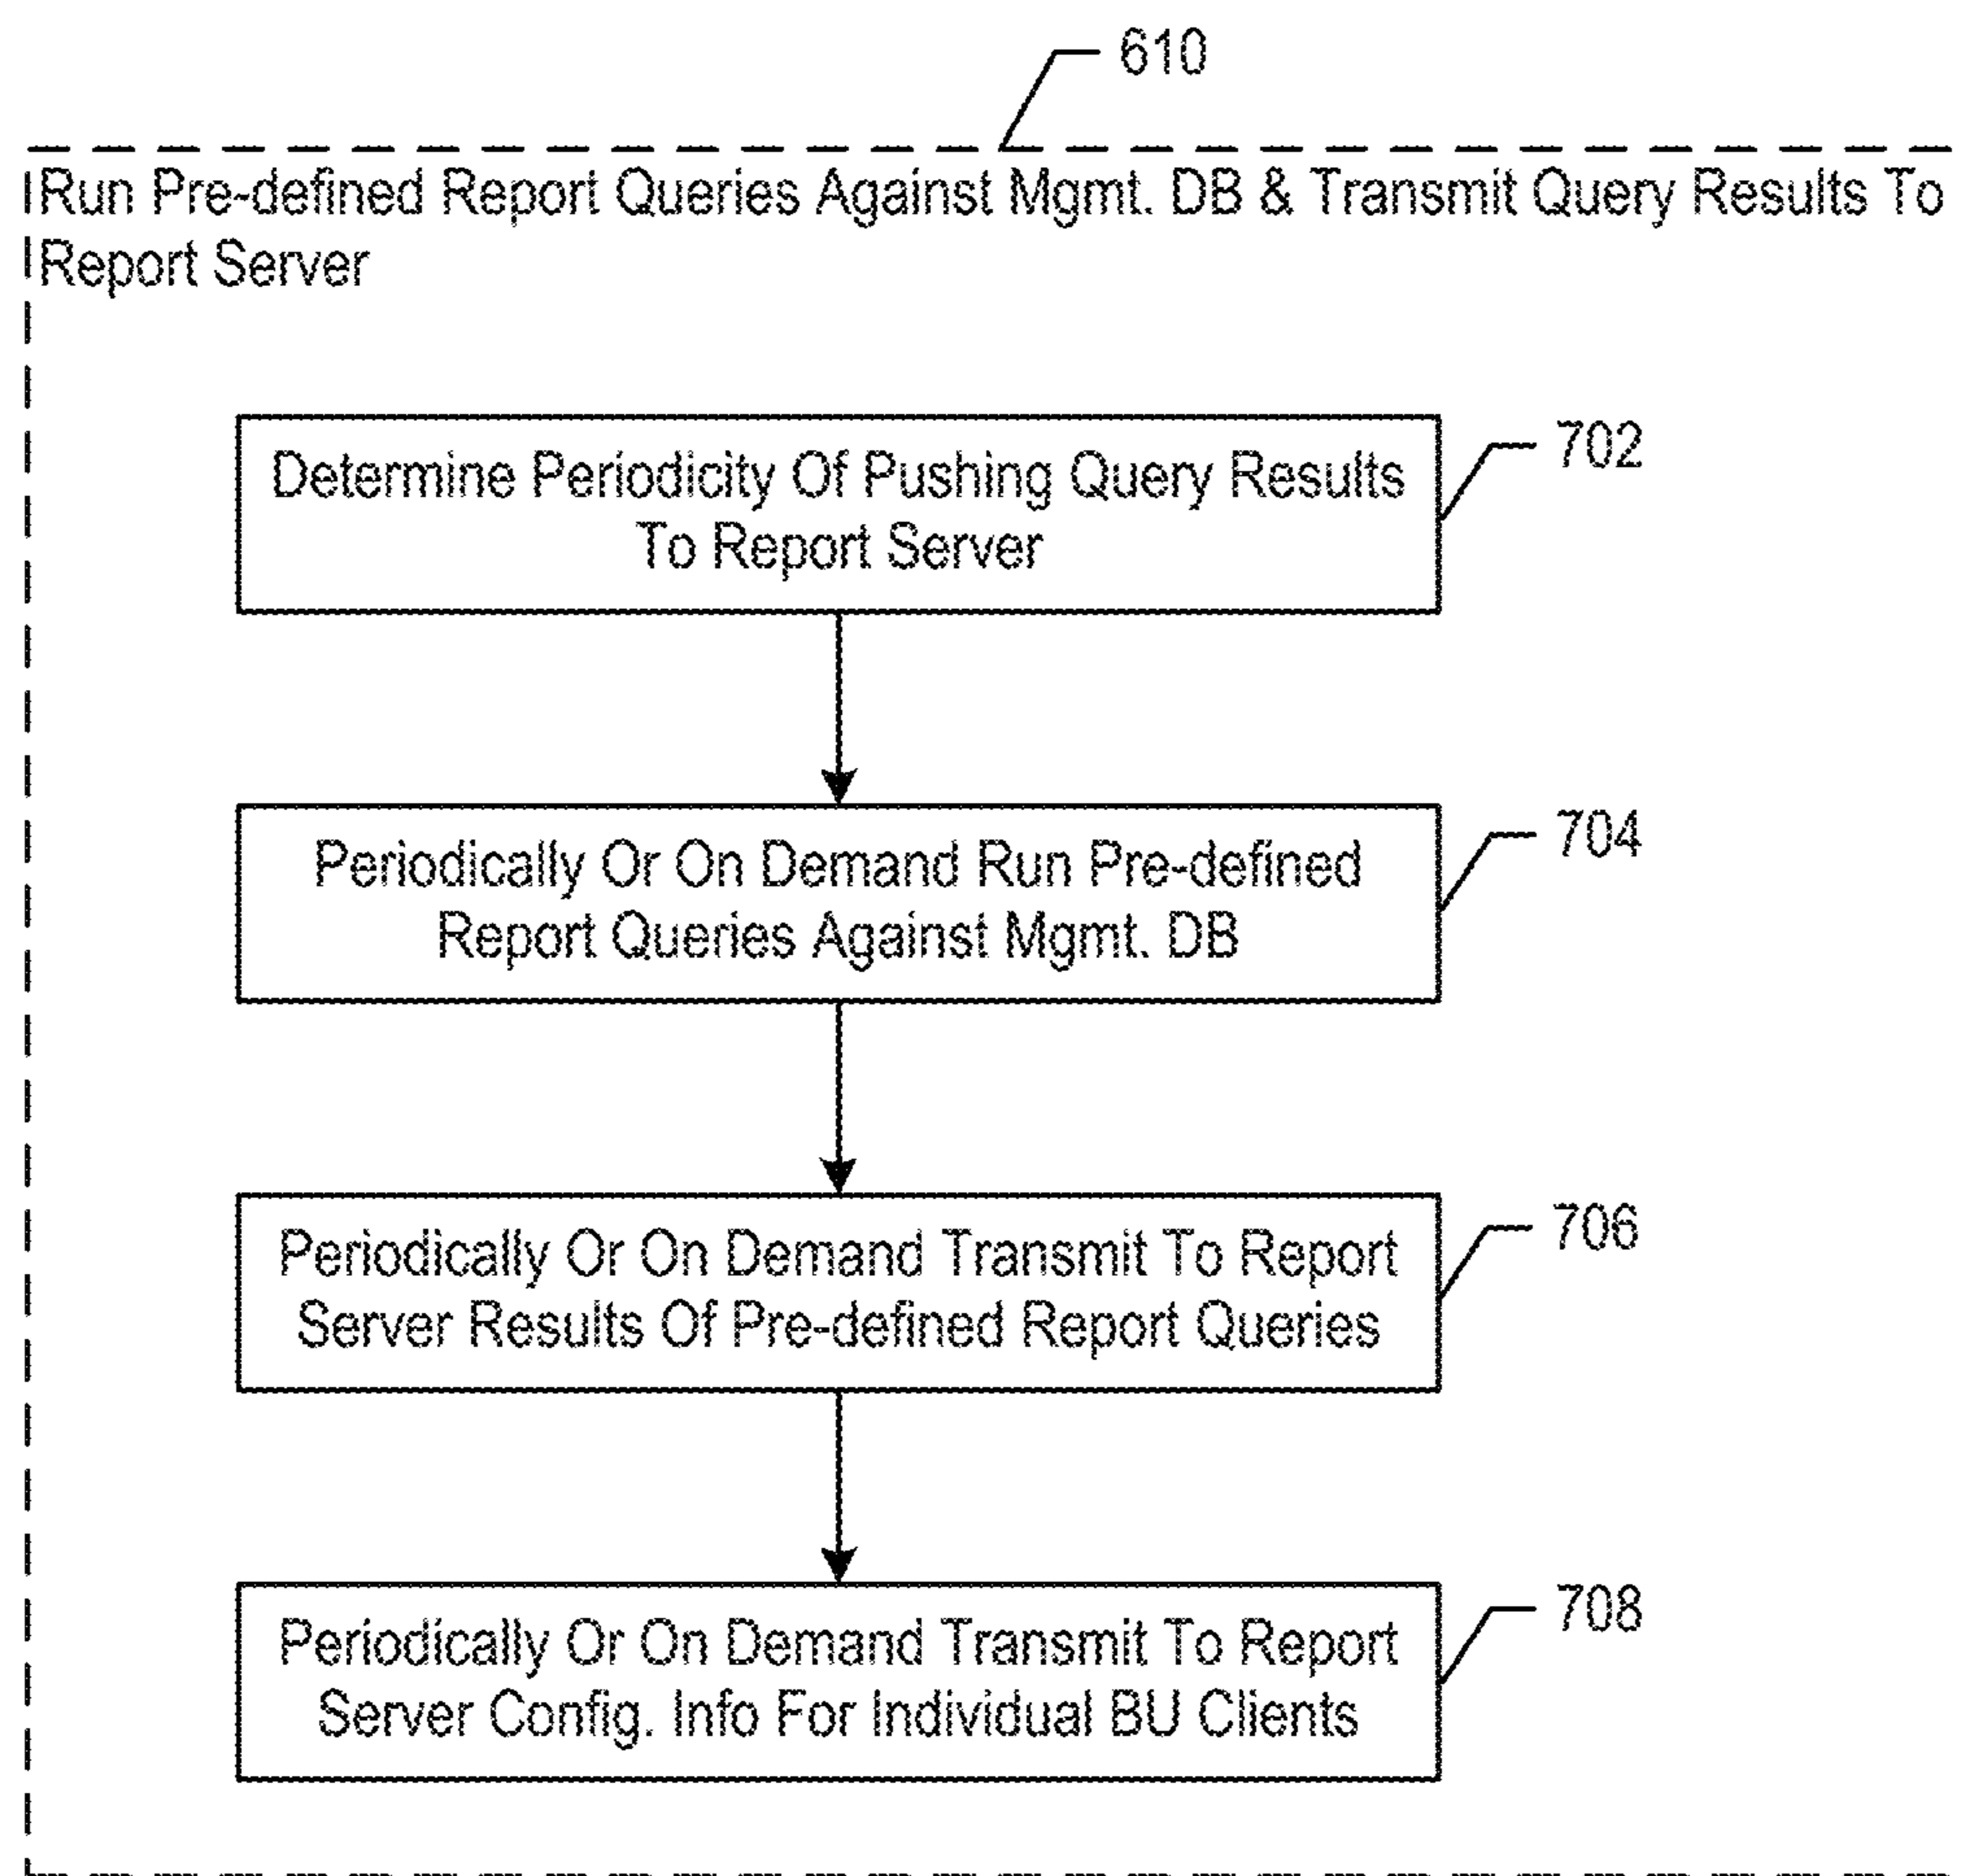 610
Run Pre-defined Report Queries Against Mgmt. DB & Transmit Query Results To
Report Server
Determine Periodicity Of Pushing Query Results
To Report Server
702
Periodically Or On Demand Run Pre-defined
Report Queries Against Mgmt. DB
704
Periodically Or On Demand Transmit To Report
Server Results Of Pre-defined Report Queries
706
Periodically Or On Demand Transmit To Report
Server Config. Info For Individual BU Clients
708